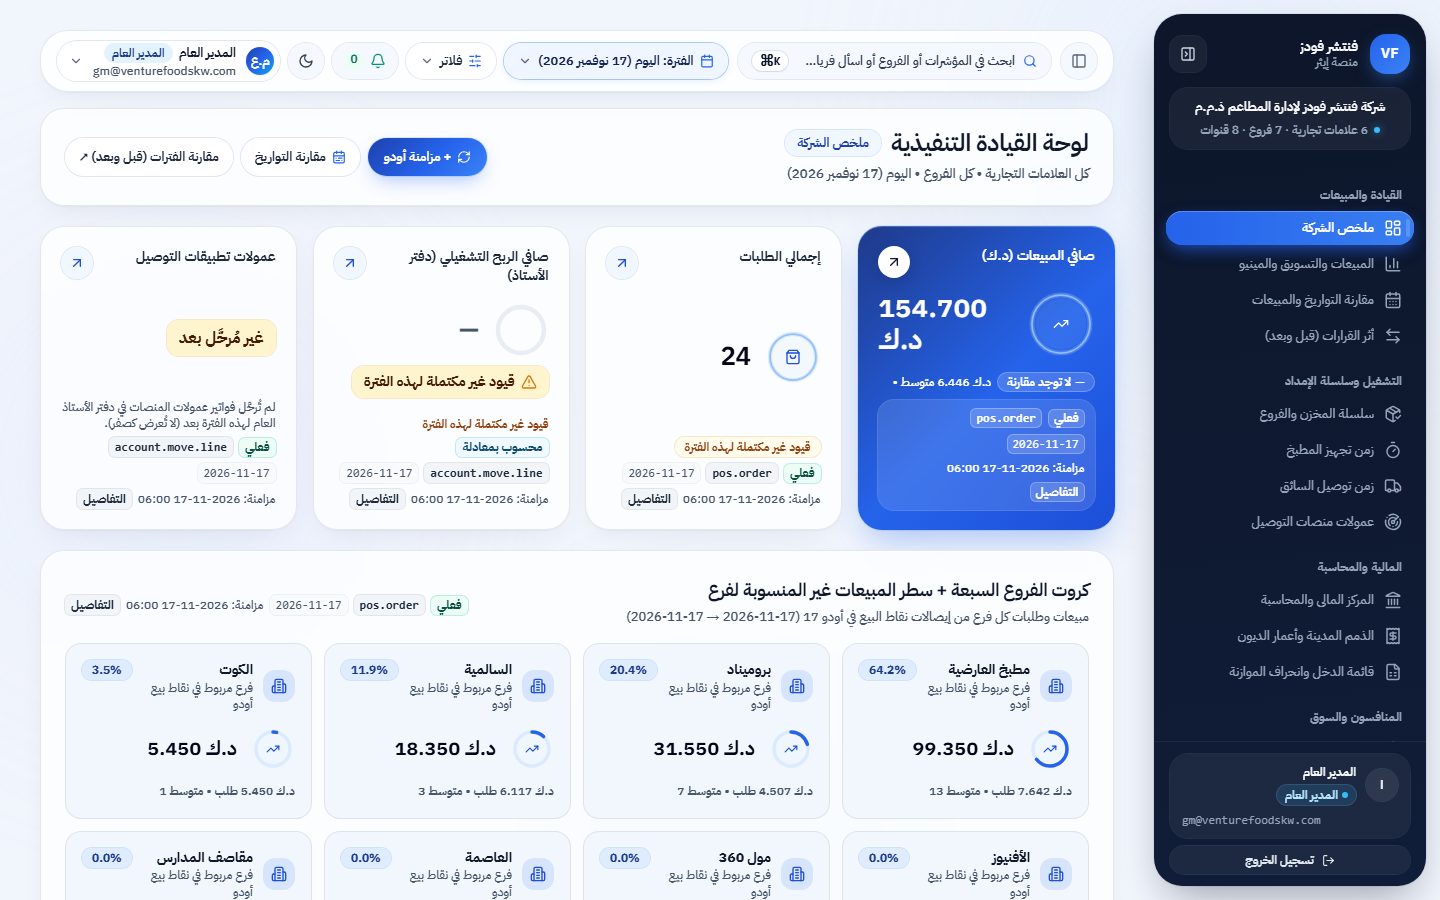 VF
فنتشر فودز
منصة إيثر
شركة فنتشر فودز لإدارة المطاعم ذ.م.م
6 علامات تجارية · 7 فروع · 8 قنوات
القيادة والمبيعات
ملخص الشركة
المبيعات والتسويق والمينيو
مقارنة التواريخ والمبيعات
أثر القرارات (قبل وبعد)
التشغيل وسلسلة الإمداد
سلسلة المخزن والفروع
زمن تجهيز المطبخ
زمن توصيل السائق
عمولات منصات التوصيل
المالية والمحاسبة
المركز المالي والمحاسبة
الذمم المدينة وأعمار الديون
قائمة الدخل وانحراف الموازنة
المنافسون والسوق
المدير العام
ا
المدير العام
gm@venturefoodskw.com
تسجيل الخروج
ابحث في المؤشرات أو الفروع أو اسأل فريا...
⌘K
الفترة: اليوم (17 نوفمبر 2026)
فلاتر
0
م.ع
المدير العام
المدير العام
gm@venturefoodskw.com
لوحة القيادة التنفيذية
ملخص الشركة
كل العلامات التجارية • كل الفروع • اليوم (17 نوفمبر 2026)
+ مزامنة أودو
مقارنة التواريخ
مقارنة الفترات (قبل وبعد) ↗
صافي المبيعات (د.ك)
154.700
د.ك
— لا توجد مقارنة
د.ك 6.446 متوسط •
فعلي
pos.order
2026-11-17
مزامنة: 2026-11-17 06:00
التفاصيل
إجمالي الطلبات
24
قيود غير مكتملة لهذه الفترة
فعلي
pos.order
2026-11-17
مزامنة: 2026-11-17 06:00
التفاصيل
صافي الربح التشغيلي (دفتر
الأستاذ)
—
قيود غير مكتملة لهذه الفترة
قيود غير مكتملة لهذه الفترة
محسوب بمعادلة
account.move.line
2026-11-17
مزامنة: 2026-11-17 06:00
التفاصيل
عمولات تطبيقات التوصيل
غير مُرحَّل بعد
لم تُرحَّل فواتير عمولات المنصات في دفتر الأستاذ
العام لهذه الفترة بعد (لا تُعرض كصفر).
فعلي
account.move.line
2026-11-17
مزامنة: 2026-11-17 06:00
التفاصيل
كروت الفروع السبعة + سطر المبيعات غير المنسوبة لفرع
مبيعات وطلبات كل فرع من إيصالات نقاط البيع في أودو 17 (2026-11-17 → 2026-11-17)
فعلي
pos.order
2026-11-17
مزامنة: 2026-11-17 06:00
التفاصيل
مطبخ العارضية
64.2%
فرع مربوط في نقاط بيع
أودو
د.ك 99.350
د.ك 7.642 طلب • متوسط 13
بروميناد
20.4%
فرع مربوط في نقاط بيع
أودو
د.ك 31.550
د.ك 4.507 طلب • متوسط 7
السالمية
11.9%
فرع مربوط في نقاط بيع
أودو
د.ك 18.350
د.ك 6.117 طلب • متوسط 3
الكوت
3.5%
فرع مربوط في نقاط بيع
أودو
د.ك 5.450
د.ك 5.450 طلب • متوسط 1
الأفنيوز
0.0%
فرع مربوط في نقاط بيع
أودو
مول 360
0.0%
فرع مربوط في نقاط بيع
أودو
العاصمة
0.0%
فرع مربوط في نقاط بيع
أودو
مقاصف المدارس
0.0%
فرع مربوط في نقاط بيع
أودو